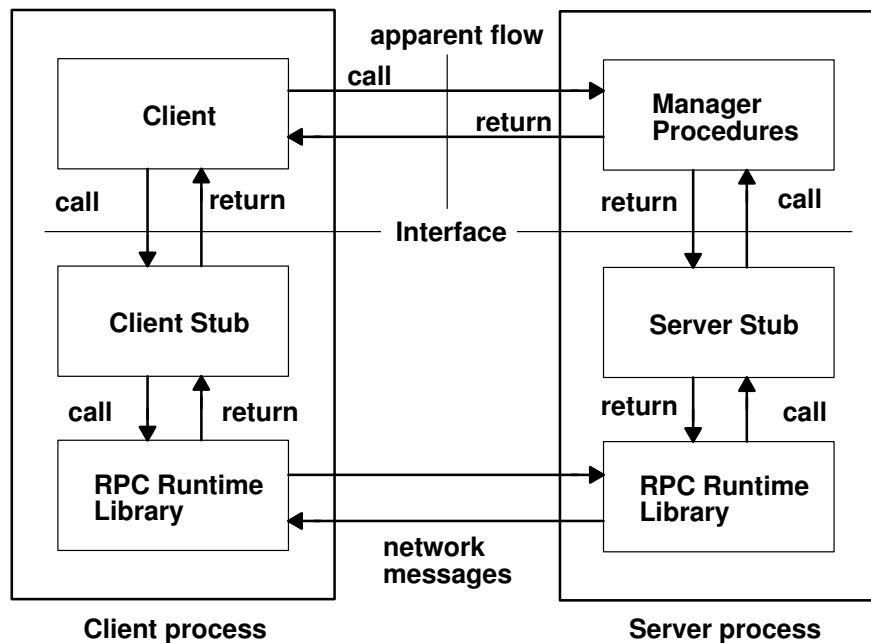 apparent flow
call
Client
Manager
Procedures
return
call
return
return
call
Interface
Client Stub
Server Stub
call
return
return
call
RPC Runtime
Library
RPC Runtime
Library
network
messages
Client process
Server process